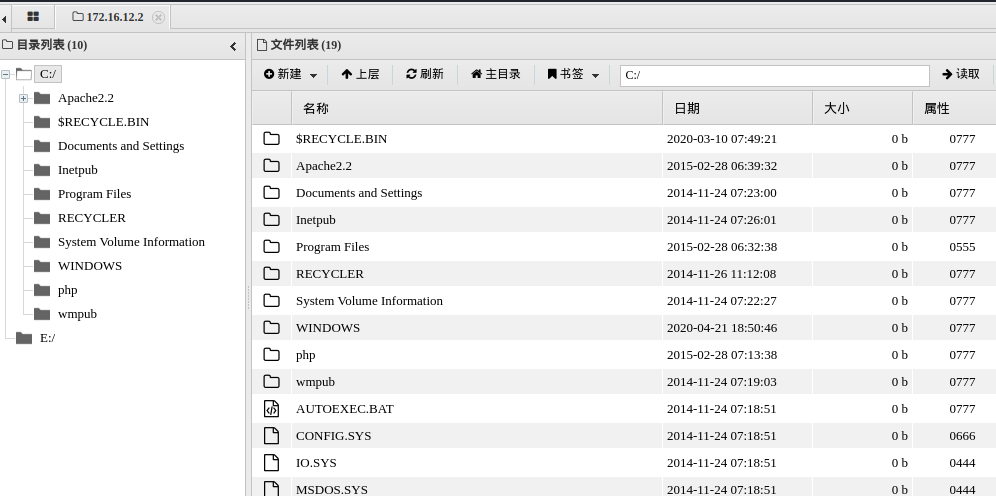 172.16.12.2
目录列表 (10)
C:/
Apache2.2
$RECYCLE.BIN
Documents and Settings
Inetpub
Program Files
RECYCLER
System Volume Information
WINDOWS
php
wmpub
E:/
文件列表 (19)
新建 上层 刷新 主目录 书签 C:/ 读取
名称 日期 大小 属性
$RECYCLE.BIN 2020-03-10 07:49:21 0 b 0777
Apache2.2 2015-02-28 06:39:32 0 b 0777
Documents and Settings 2014-11-24 07:23:00 0 b 0777
Inetpub 2014-11-24 07:26:01 0 b 0777
Program Files 2015-02-28 06:32:38 0 b 0555
RECYCLER 2014-11-26 11:12:08 0 b 0777
System Volume Information 2014-11-24 07:22:27 0 b 0777
WINDOWS 2020-04-21 18:50:46 0 b 0777
php 2015-02-28 07:13:38 0 b 0777
wmpub 2014-11-24 07:19:03 0 b 0777
AUTOEXEC.BAT 2014-11-24 07:18:51 0 b 0777
CONFIG.SYS 2014-11-24 07:18:51 0 b 0666
IO.SYS 2014-11-24 07:18:51 0 b 0444
MSDOS.SYS 2014-11-24 07:18:51 0 b 0444